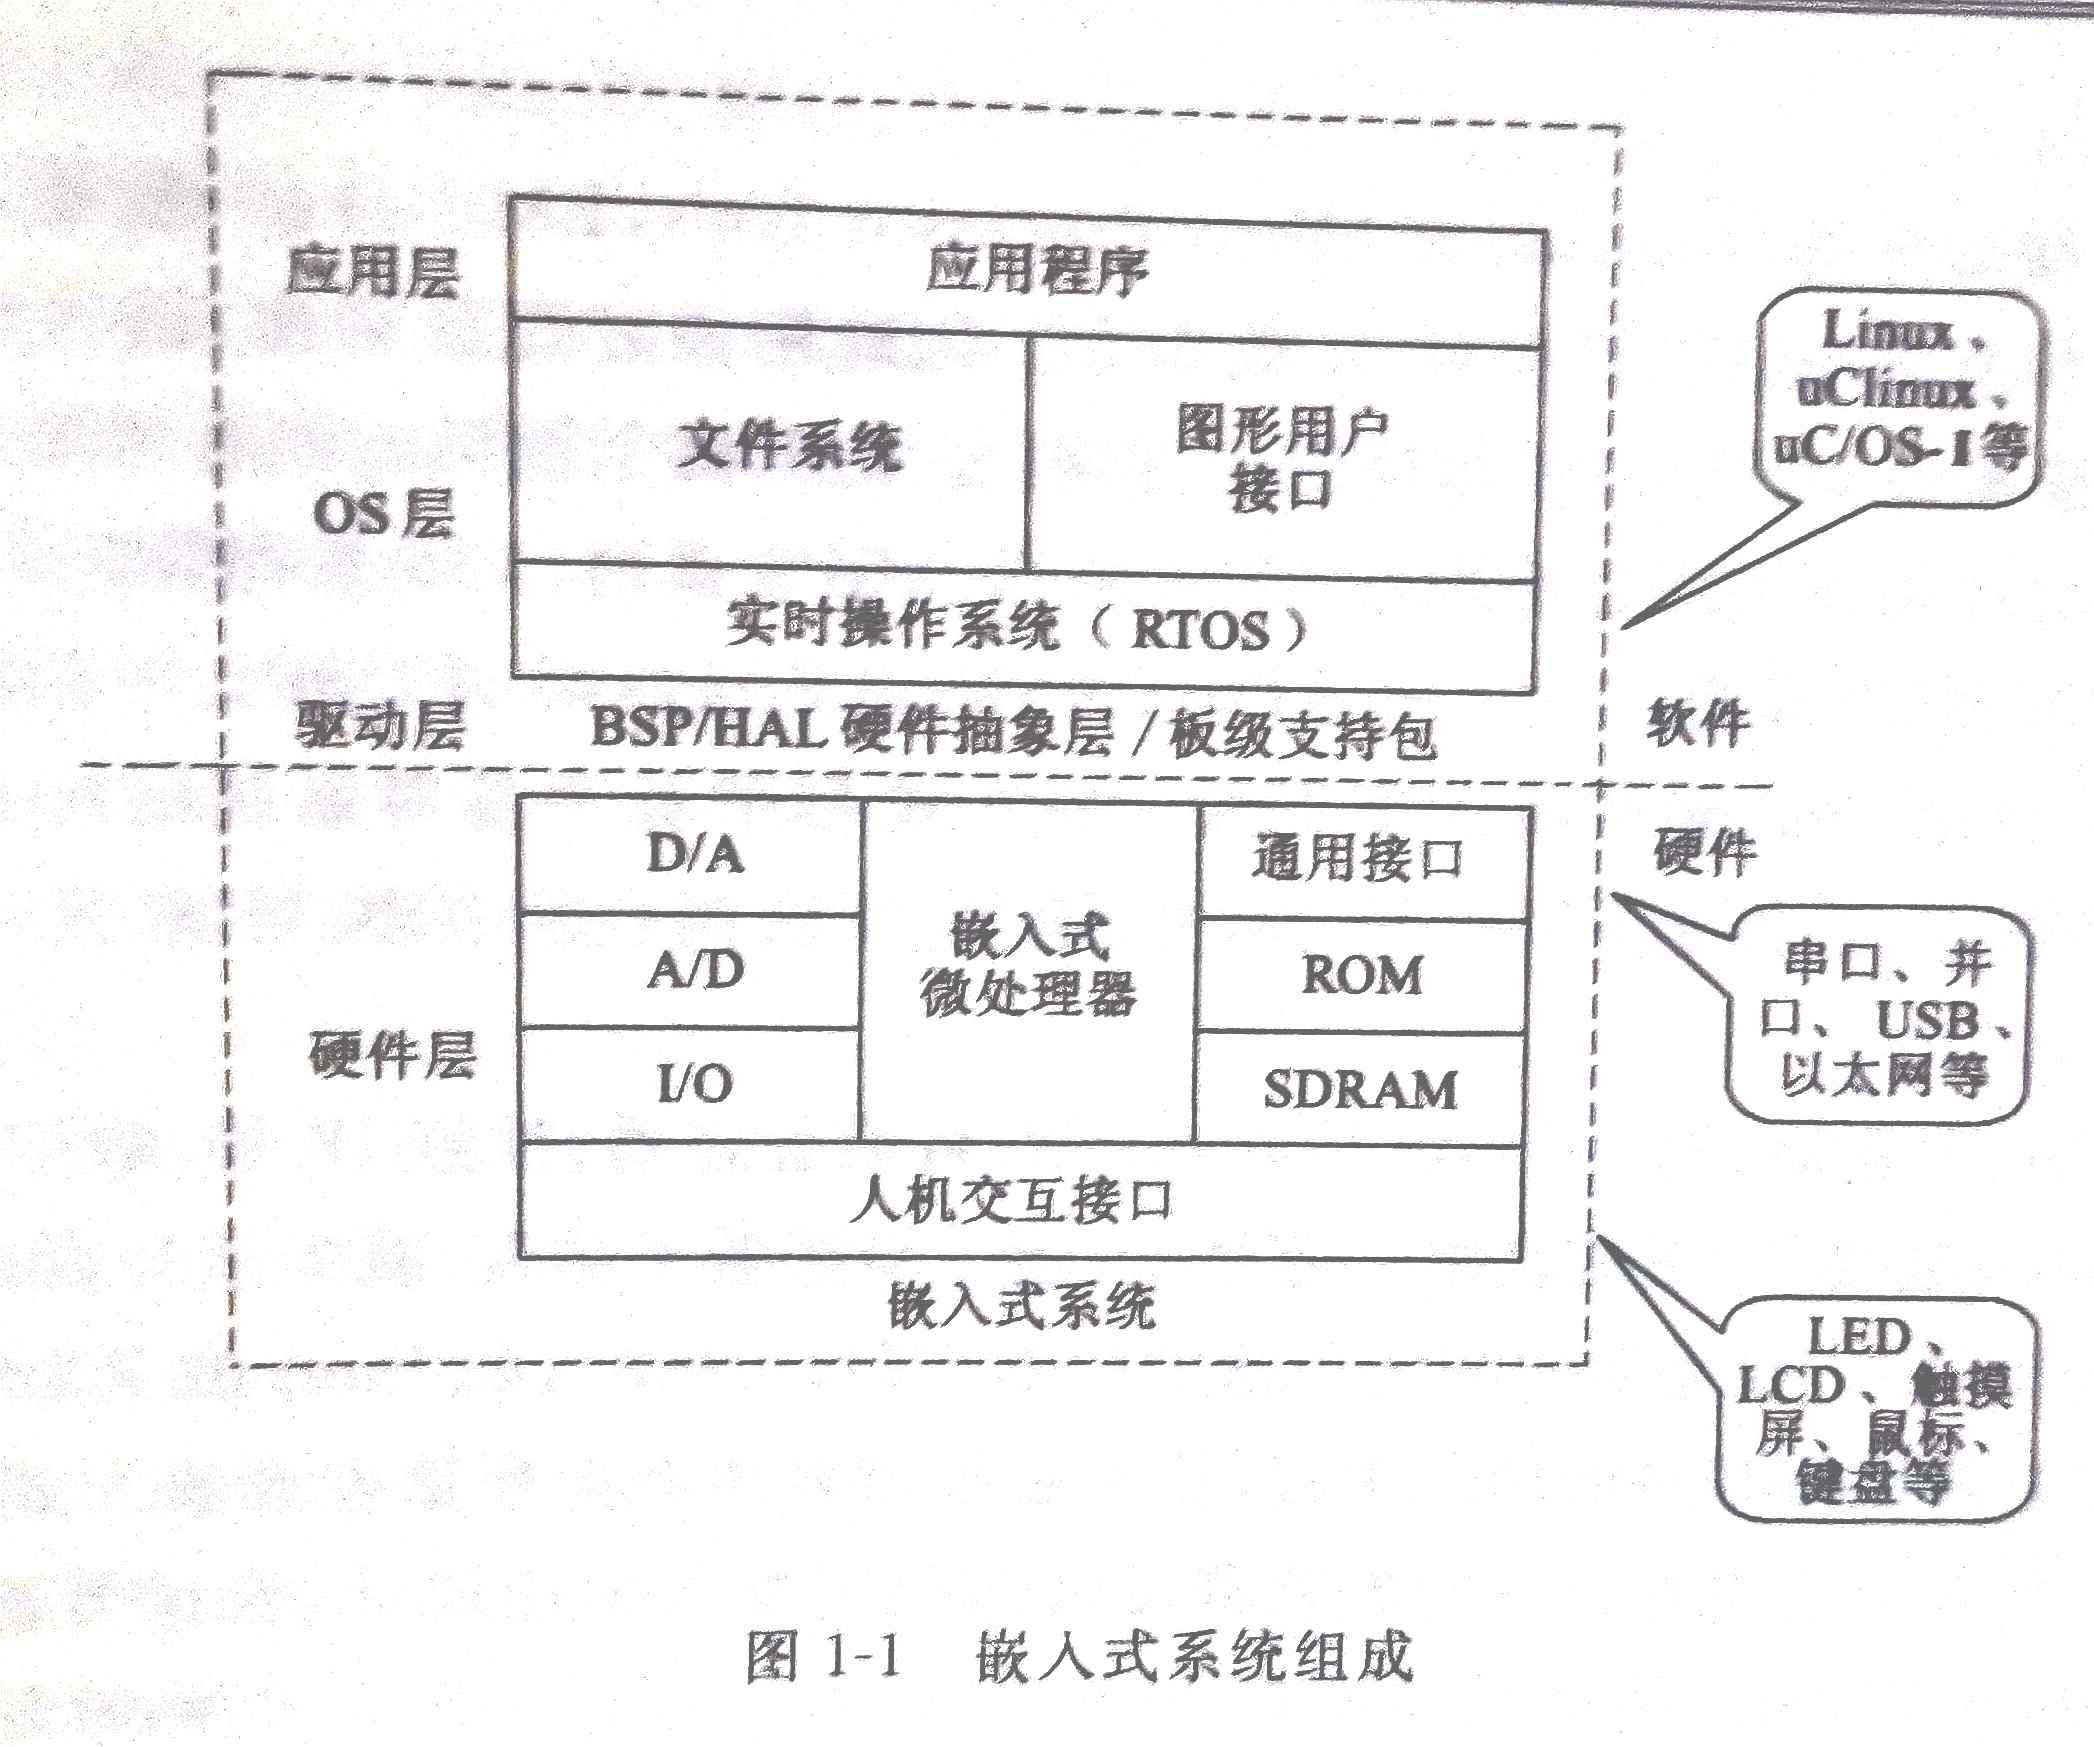 应用层
应用程序
Linux、
uClinux、
uC/OS-I等
文件系统
图形用户
接口
OS层
实时操作系统（RTOS）
驱动层
BSP/HAL 硬件抽象层/板级支持包
软件
硬件
D/A
A/D
I/O
嵌入式
微处理器
通用接口
ROM
SDRAM
硬件层
串口、并
口、USB、
以太网等
人机交互接口
嵌入式系统
LED、
LCD、触摸
屏、鼠标、
键盘等
图 1-1 嵌入式系统组成